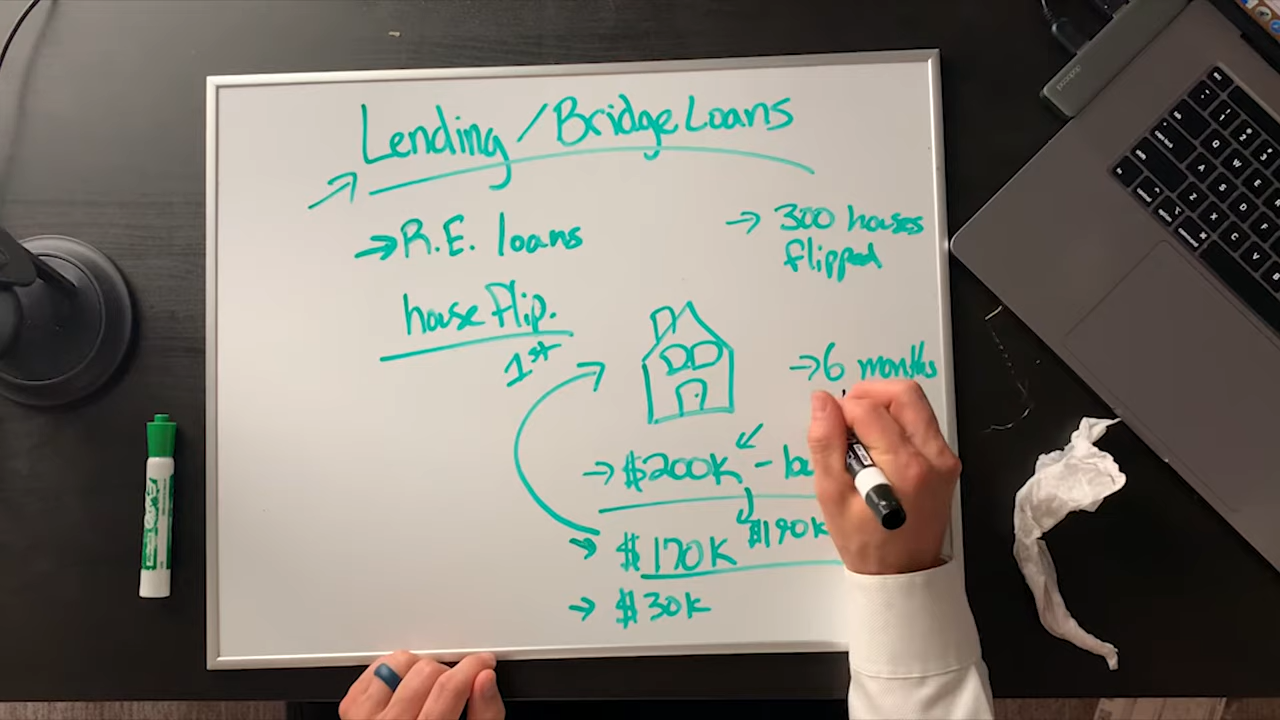 Lending / Bridge Loans
→ R.E. loans
→ 300 houses
flipped
house flip.
1st
→ 6 months
→ $200K -
→ $170K $190K
→ $30K